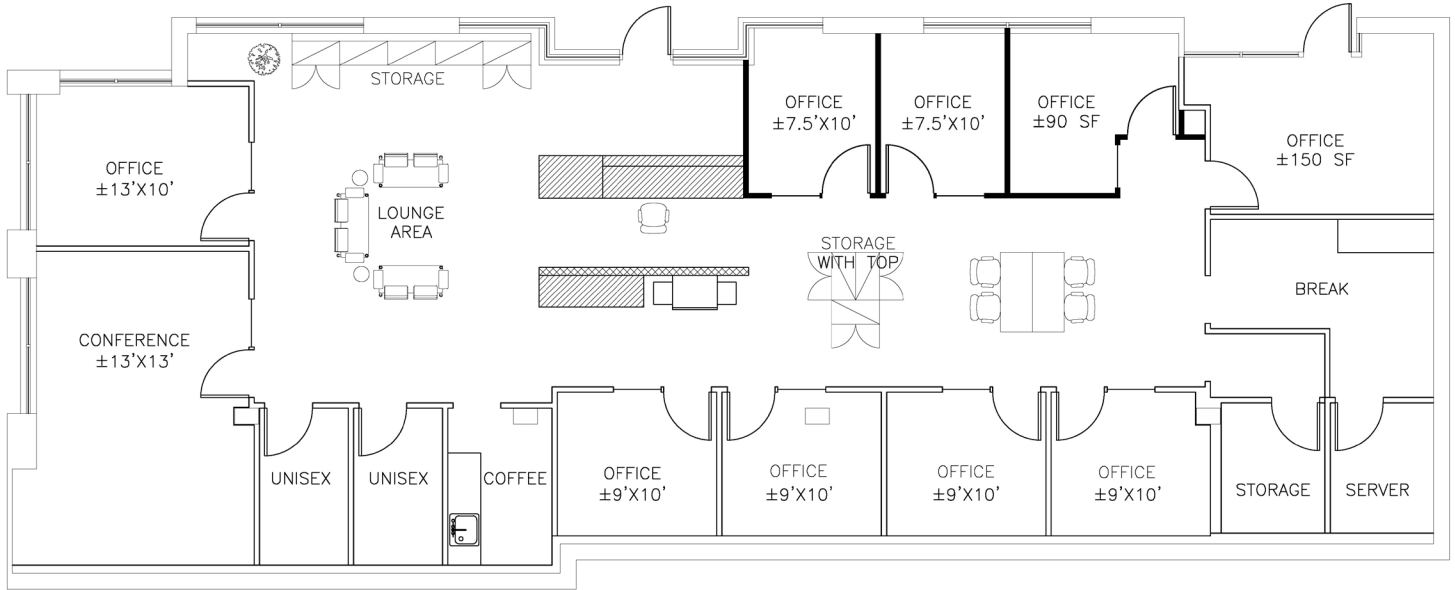 STORAGE
OFFICE
±7.5'X10'
OFFICE
±7.5'X10'
OFFICE
±90 SF
OFFICE
±150 SF
OFFICE
±13'X10'
LOUNGE
AREA
STORAGE
WITH TOP
BREAK
CONFERENCE
±13'X13'
UNISEX
UNISEX
COFFEE
OFFICE
±9'X10'
OFFICE
±9'X10'
OFFICE
±9'X10'
OFFICE
±9'X10'
STORAGE
SERVER